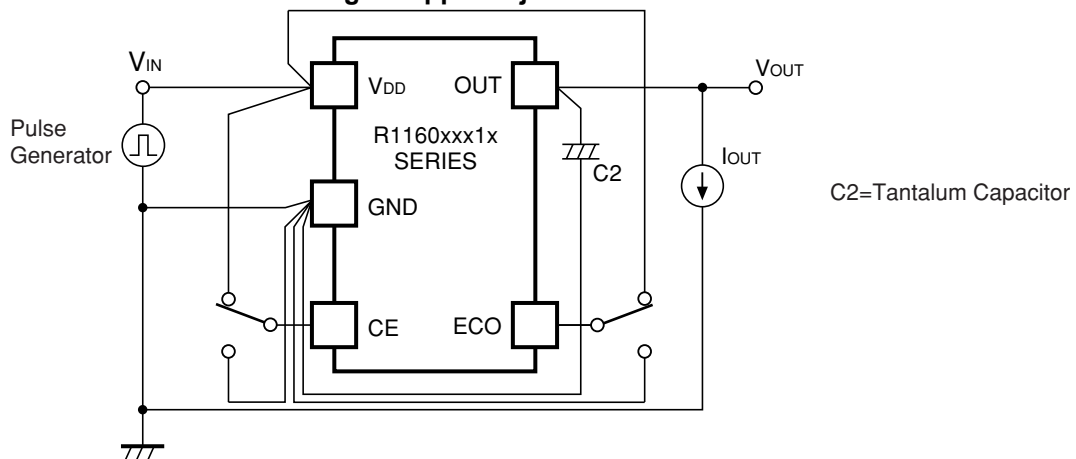 VIN
VDD
OUT
VOUT
Pulse
Generator
R1160xxx1x
SERIES
C2
IOUT
C2=Tantalum Capacitor
GND
CE
ECO